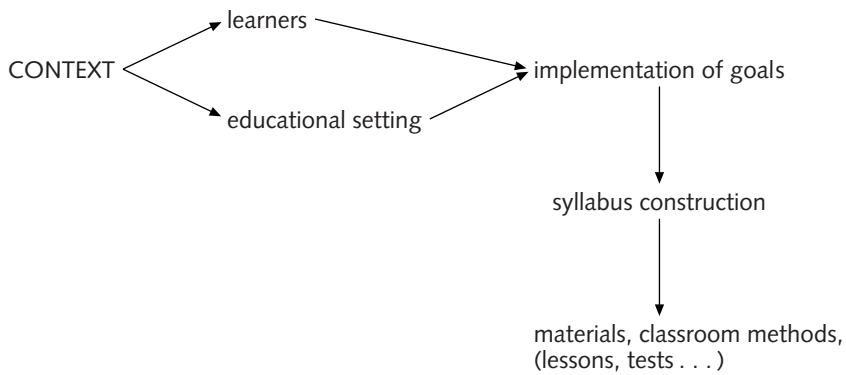 learners
CONTEXT
implementation of goals
educational setting
syllabus construction
materials, classroom methods,
(lessons, tests . . . )